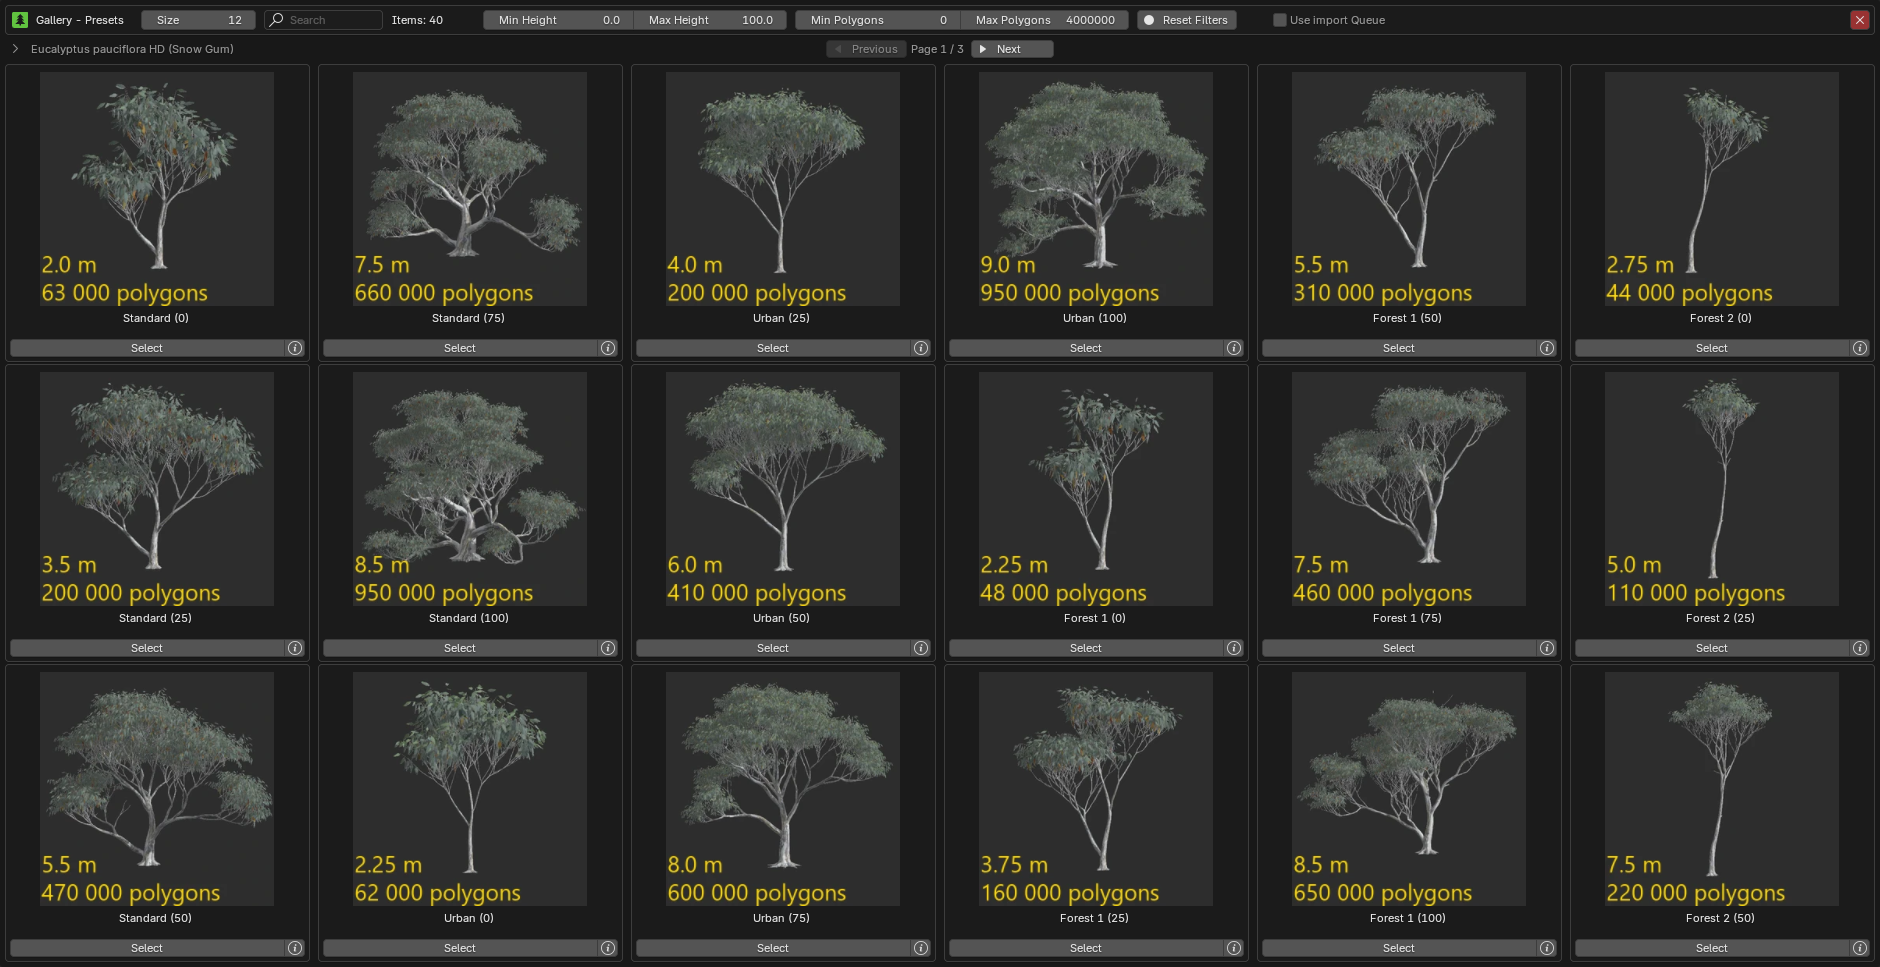 Gallery - Presets Size 12 Search Items: 40 Min Height 0.0 Max Height 100.0 Min Polygons 0 Max Polygons 4000000 Reset Filters Use import Queue
Eucalyptus pauciflora HD (Snow Gum) Previous Page 1 / 3 Next
2.0 m
63 000 polygons
Standard (0)
Select
7.5 m
660 000 polygons
Standard (75)
Select
4.0 m
200 000 polygons
Urban (25)
Select
9.0 m
950 000 polygons
Urban (100)
Select
5.5 m
310 000 polygons
Forest 1 (50)
Select
2.75 m
44 000 polygons
Forest 2 (0)
Select
3.5 m
200 000 polygons
Standard (25)
Select
8.5 m
950 000 polygons
Standard (100)
Select
6.0 m
410 000 polygons
Urban (50)
Select
2.25 m
48 000 polygons
Forest 1 (0)
Select
7.5 m
460 000 polygons
Forest 1 (75)
Select
5.0 m
110 000 polygons
Forest 2 (25)
Select
5.5 m
470 000 polygons
Standard (50)
Select
2.25 m
62 000 polygons
Urban (0)
Select
8.0 m
600 000 polygons
Urban (75)
Select
3.75 m
160 000 polygons
Forest 1 (25)
Select
8.5 m
650 000 polygons
Forest 1 (100)
Select
7.5 m
220 000 polygons
Forest 2 (50)
Select